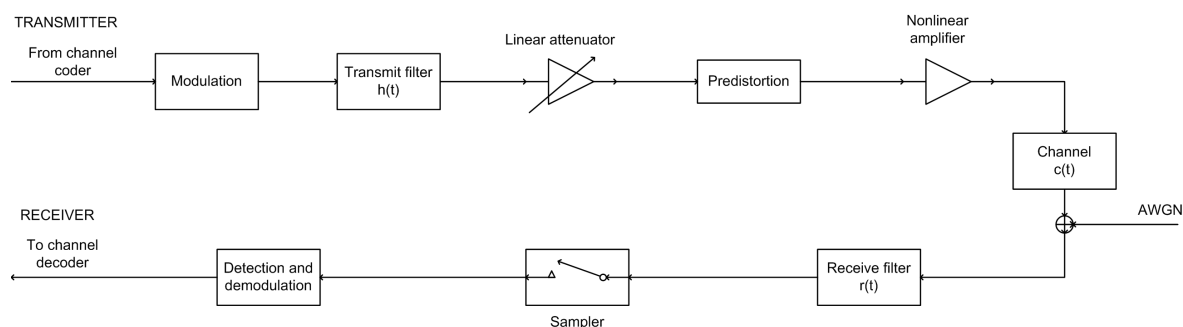 TRANSMITTER
From channel
coder
Modulation
Transmit filter
h(t)
Linear attenuator
Predistortion
Nonlinear
amplifier
Channel
c(t)
AWGN
RECEIVER
To channel
decoder
Detection and
demodulation
Sampler
Receive filter
r(t)